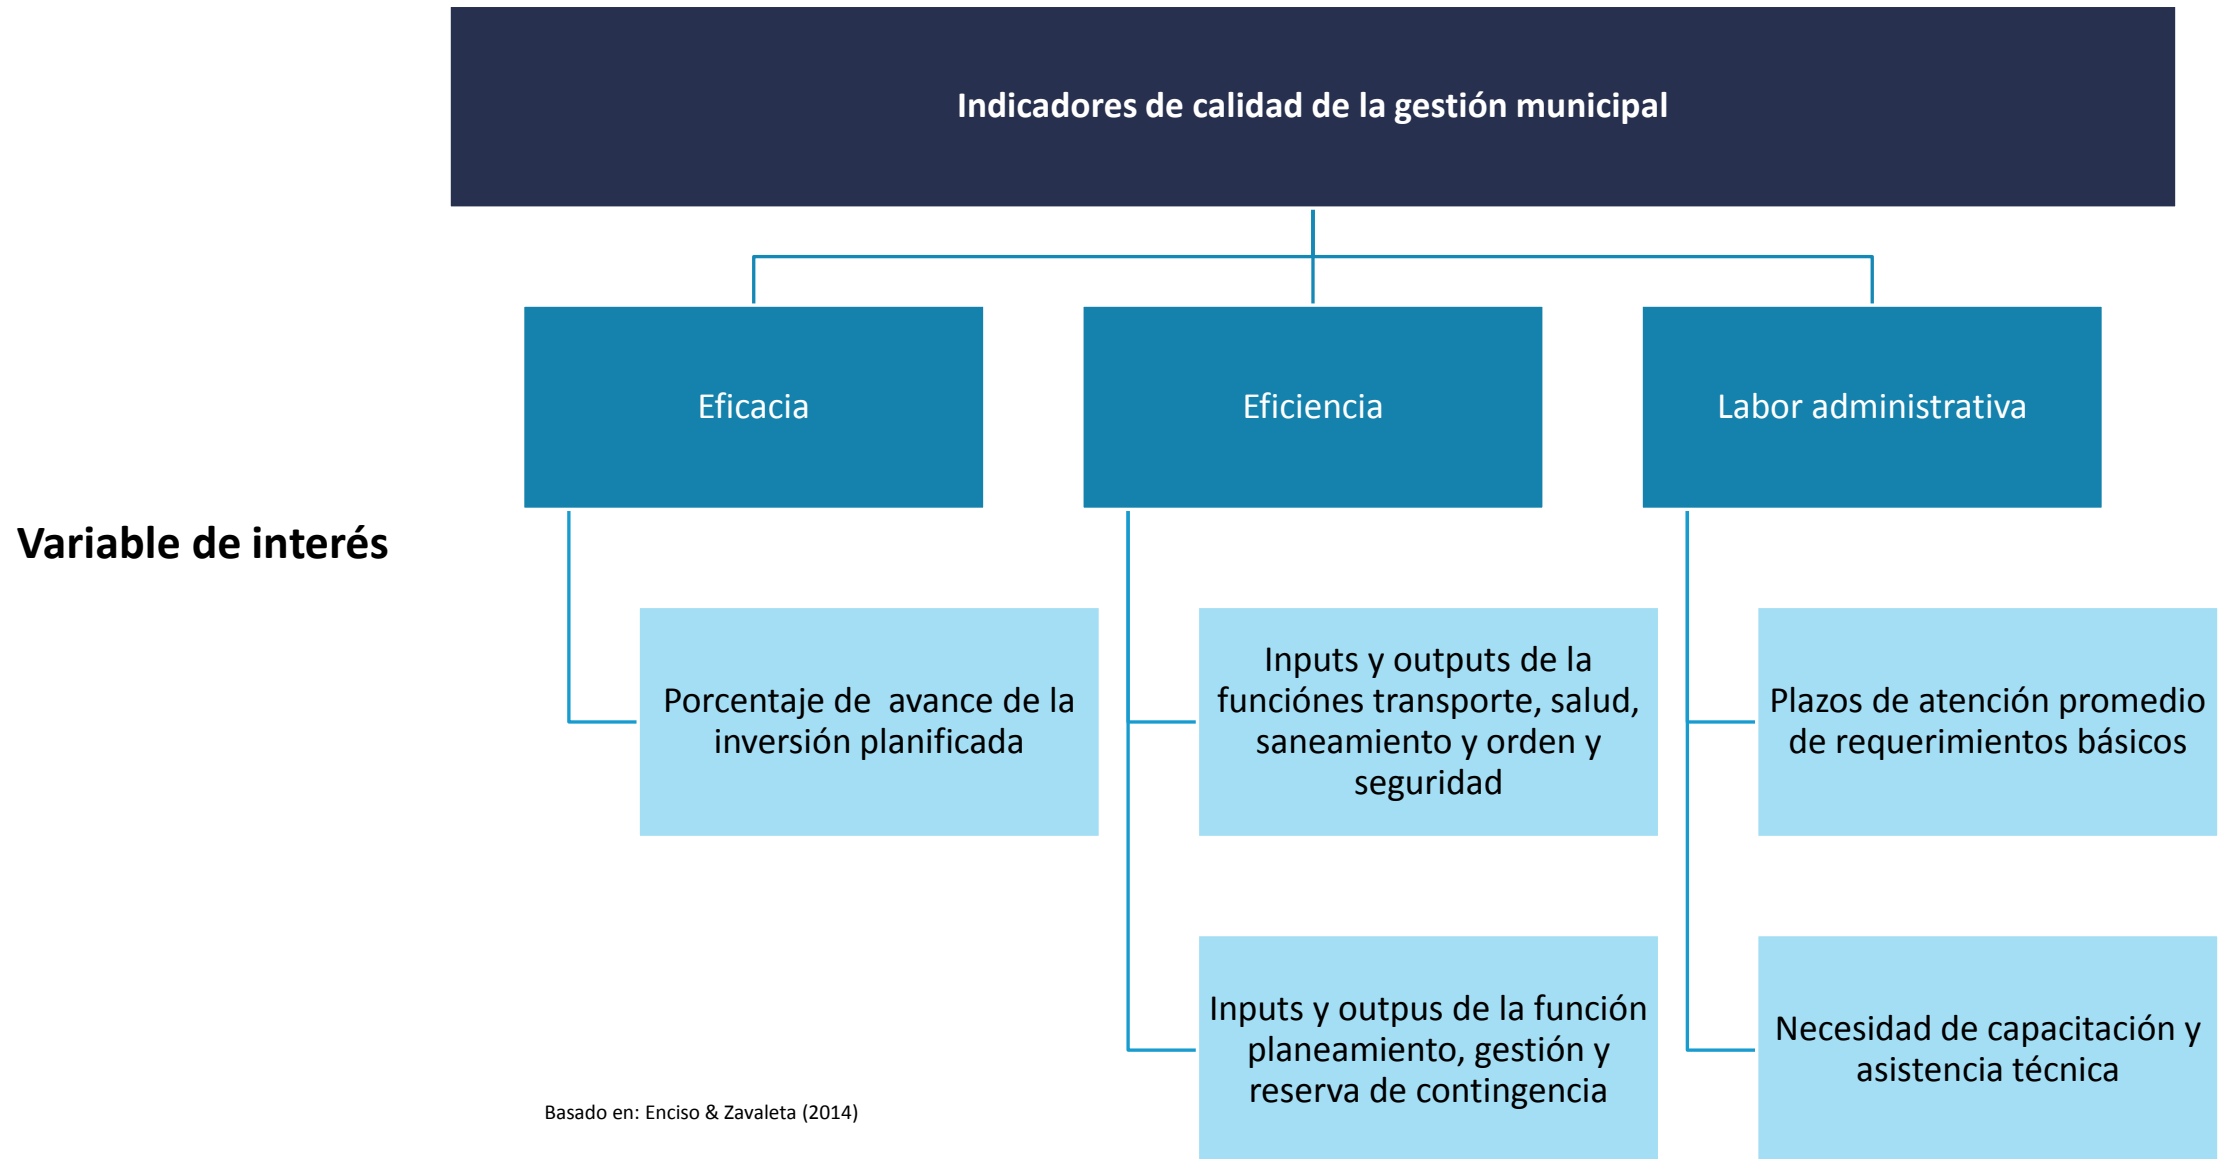 Indicadores de calidad de la gestión municipal
Eficacia
Eficiencia
Labor administrativa
Variable de interés
Porcentaje de  avance de la
inversión planificada
Inputs y outputs de la
funciónes transporte, salud,
saneamiento y orden y
seguridad
Plazos de atención promedio
de requerimientos básicos
Inputs y outpus de la función
planeamiento, gestión y
reserva de contingencia
Necesidad de capacitación y
asistencia técnica
Basado en: Enciso & Zavaleta (2014)